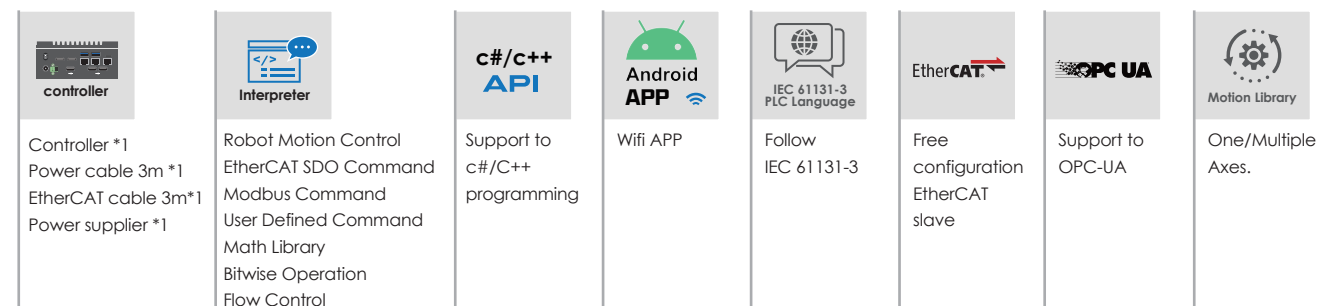 controller
Controller *1
Power cable 3m *1
EtherCAT cable 3m*1
Power supplier *1
</>
Interpreter
Robot Motion Control
EtherCAT SDO Command
Modbus Command
User Defined Command
Math Library
Bitwise Operation
Flow Control
c#/c++
API
Support to
c#/C++
programming
Android
APP
Wifi APP
IEC 61131-3
PLC Language
Follow
IEC 61131-3
EtherCAT.
Free
configuration
EtherCAT
slave
OPC UA
Support to
OPC-UA
Motion Library
One/Multiple
Axes.